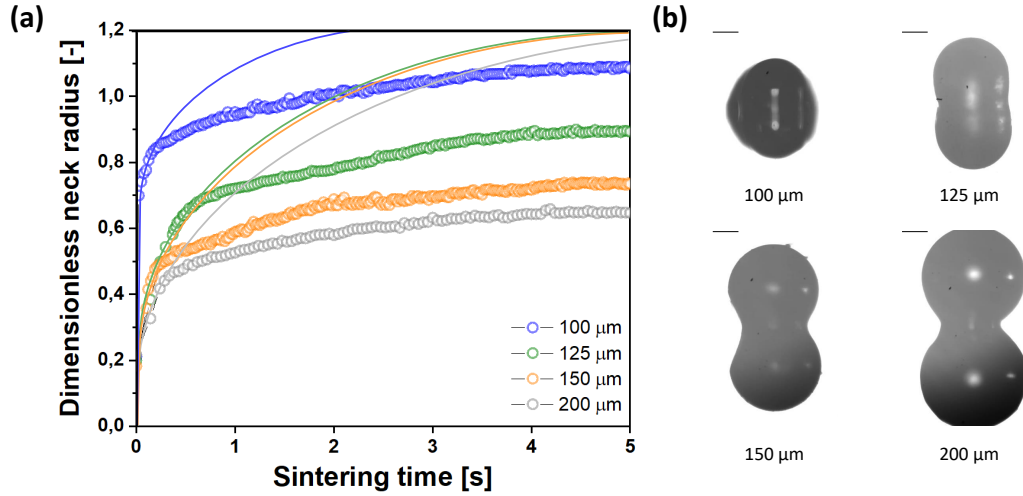 (a)
Dimensionless neck radius [-]
1,2
1,0
0,8
0,6
0,4
0,2
0,0
0
1
2
3
4
5
Sintering time [s]
100 μm
125 μm
150 μm
200 μm
(b)
100 µm
125 µm
150 µm
200 µm